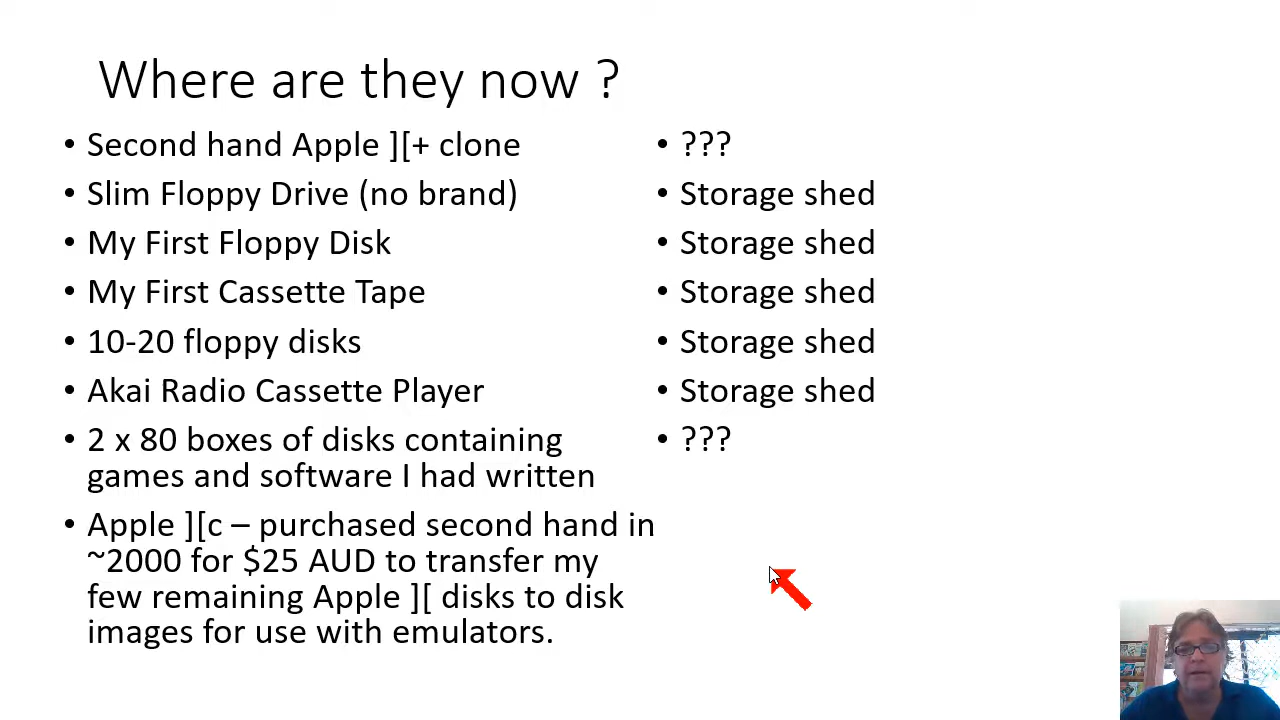 Where are they now ?
• Second hand Apple ][+ clone
• Slim Floppy Drive (no brand)
• My First Floppy Disk
• My First Cassette Tape
• 10-20 floppy disks
• Akai Radio Cassette Player
• 2 x 80 boxes of disks containing
games and software I had written
• Apple ][c – purchased second hand in
~2000 for $25 AUD to transfer my
few remaining Apple ][ disks to disk
images for use with emulators.
• ???
• Storage shed
• Storage shed
• Storage shed
• Storage shed
• Storage shed
• ???